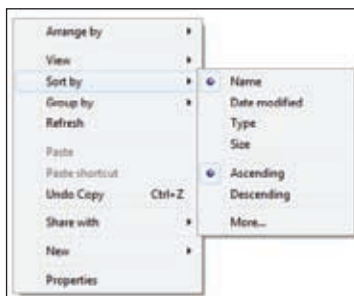 Arrange by
View
Sort by
Group by
Refresh
Paste
Paste shortcut
Undo Copy Ctrl+Z
Share with
New
Properties
Name
Date modified
Type
Size
Ascending
Descending
More...